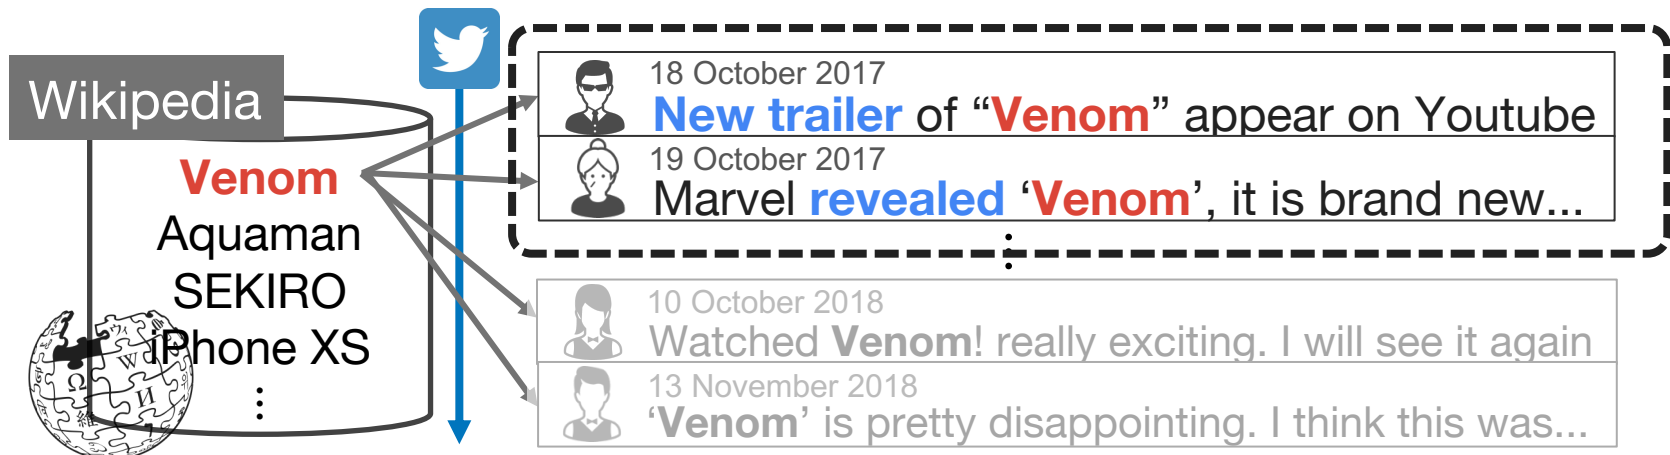 Wikipedia
Venom
Aquaman
SEKIRO
iPhone XS
⋮
18 October 2017
New trailer of “Venom” appear on Youtube
19 October 2017
Marvel revealed ‘Venom’, it is brand new...
⋮
10 October 2018
Watched Venom! really exciting. I will see it again
13 November 2018
‘Venom’ is pretty disappointing. I think this was...
Ω
W
И
維